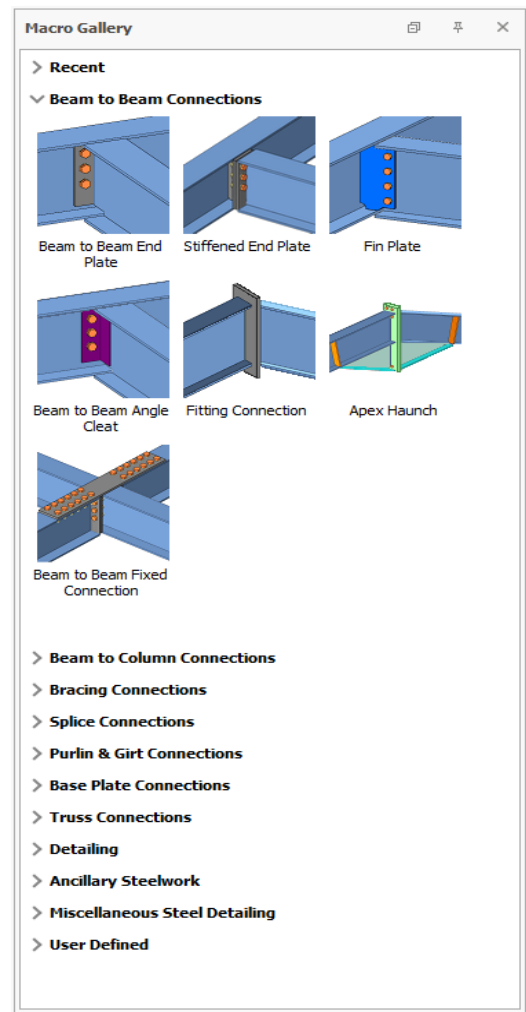 Macro Gallery
Recent
Beam to Beam Connections
Beam to Beam End
Plate
Stiffened End Plate
Fin Plate
Beam to Beam Angle
Cleat
Fitting Connection
Apex Haunch
Beam to Beam Fixed
Connection
Beam to Column Connections
Bracing Connections
Splice Connections
Purlin & Girt Connections
Base Plate Connections
Truss Connections
Detailing
Ancillary Steelwork
Miscellaneous Steel Detailing
User Defined